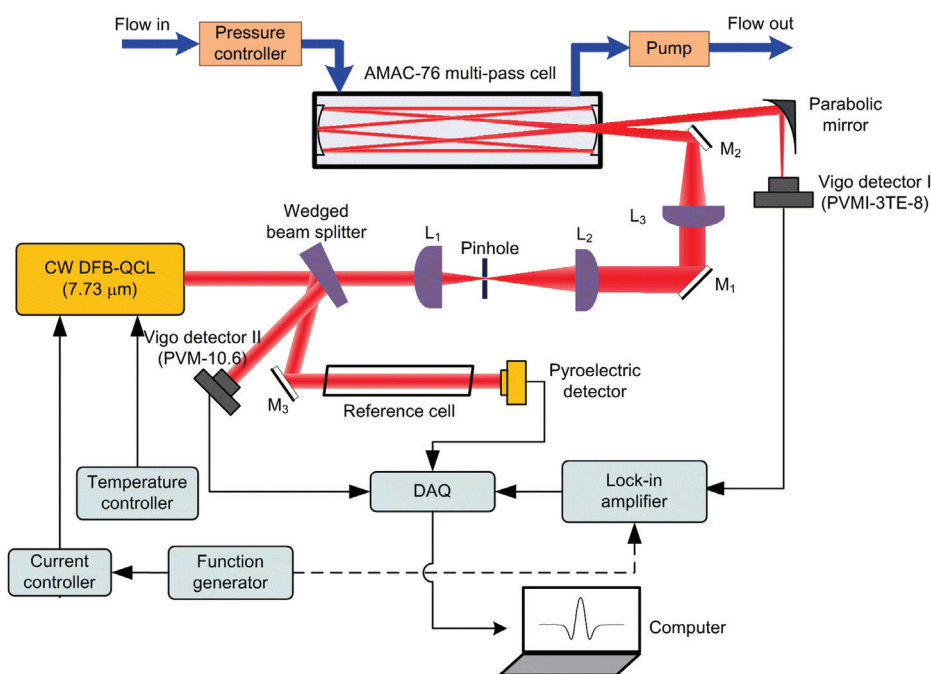 Flow in
Pressure
controller
Pump
Flow out
AMAC-76 multi-pass cell
Parabolic
mirror
M2
Vigo detector I
(PVMI-3TE-8)
L3
Wedged
beam splitter
L1
Pinhole
L2
M1
CW DFB-QCL
(7.73 μm)
Vigo detector II
(PVM-10.6)
M3
Reference cell
Pyroelectric
detector
Temperature
controller
DAQ
Lock-in
amplifier
Current
controller
Function
generator
Computer